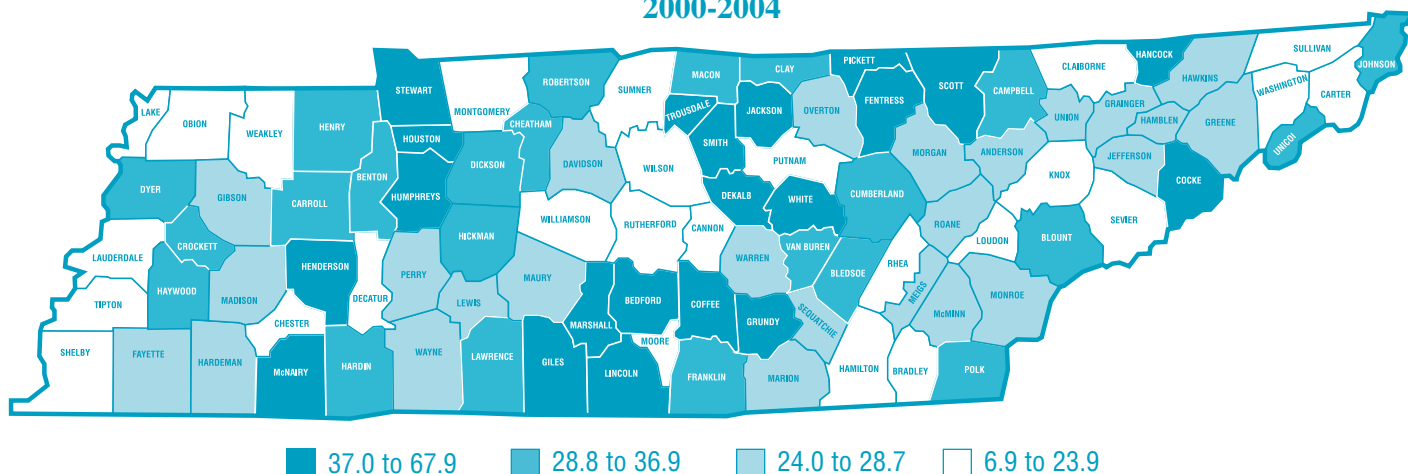 2000-2004
LAKE
OBION
WEAKLEY
HENRY
STEWART
MONTGOMERY
ROBERTSON
SUMNER
MACON
TROUSDALE
CLAY
PICKETT
JACKSON
OVERTON
FENTRESS
SCOTT
CAMPBELL
CLAIBORNE
HANCOCK
HAWKINS
SULLIVAN
JOHNSON
WASHINGTON
CARTER
UNICOI
GREENE
GRAINGER
HAMBLEN
UNION
JEFFERSON
COCKE
HOUSTON
CHEATHAM
DICKSON
DAVIDSON
WILSON
SMITH
PUTNAM
MORGAN
ANDERSON
KNOX
SEVIER
DYER
GIBSON
CARROLL
BENTON
HUMPHREYS
HICKMAN
WILLIAMSON
RUTHERFORD
CANNON
DEKALB
WHITE
CUMBERLAND
ROANE
LOUDON
BLOUNT
CROCKETT
LAUDERDALE
HAYWOOD
TIPTON
MADISON
HENDERSON
DECATUR
PERRY
LEWIS
MAURY
MARSHALL
BEDFORD
COFFEE
WARREN
VAN BUREN
BLEDSOE
RHEA
MEIGS
McMINN
MONROE
SEQUATCHIE
GRUNDY
MOORE
CHESTER
SHELBY
FAYETTE
HARDEMAN
McNAIRY
HARDIN
WAYNE
LAWRENCE
GILES
LINCOLN
FRANKLIN
MARION
HAMILTON
BRADLEY
POLK
37.0 to 67.9
28.8 to 36.9
24.0 to 28.7
6.9 to 23.9